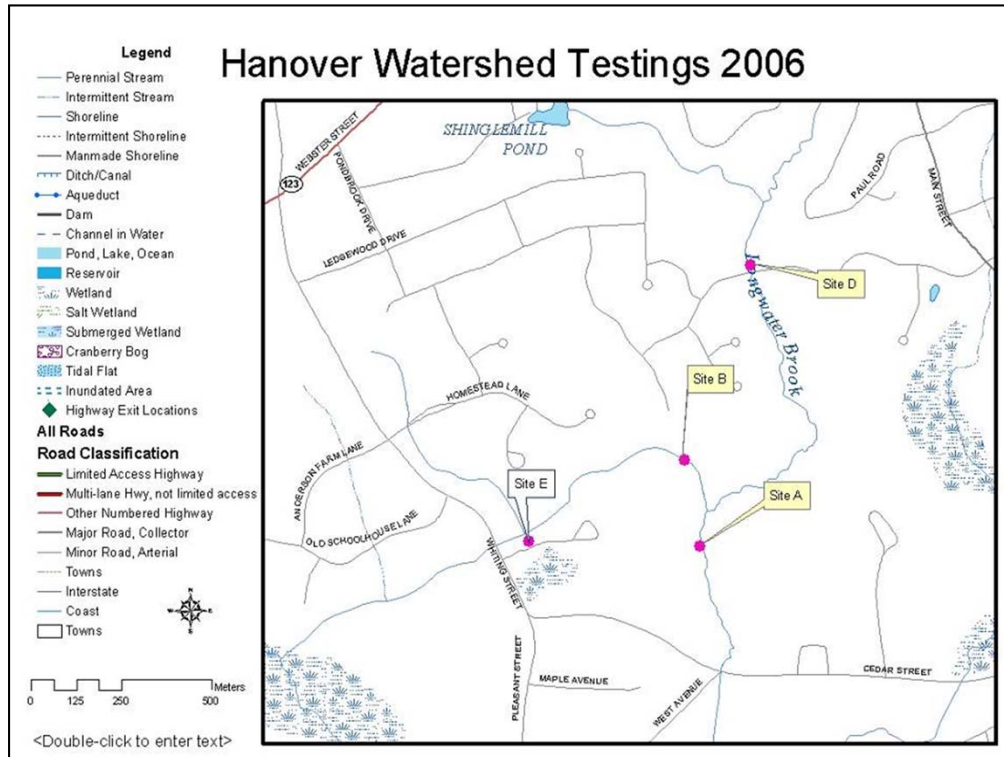 Hanover Watershed Testings 2006
Legend
Perennial Stream
Intermittent Stream
Shoreline
Intermittent Shoreline
Manmade Shoreline
Ditch/Canal
Aqueduct
Dam
Channel in Water
Pond, Lake, Ocean
Reservoir
Wetland
Salt Wetland
Submerged Wetland
Cranberry Bog
Tidal Flat
Inundated Area
Highway Exit Locations
All Roads
Road Classification
Limited Access Highway
Multi-lane Hwy, not limited access
Other Numbered Highway
Major Road, Collector
Minor Road, Arterial
Towns
Interstate
Coast
Towns
N
W E
S
Meters
0 125 250 500
<Double-click to enter text>
SHINGLEMILL
POND
WEBSTER STREET
123
PONDBROOK DRIVE
LEDGEWOOD DRIVE
PAUL ROAD
MAIN STREET
Site D
Longwater Brook
Site B
HOMESTEAD LANE
ANDERSON FARM LANE
Site E
Site A
OLD SCHOOLHOUSE LANE
WHITING STREET
PLEASANT STREET
MAPLE AVENUE
WEST AVENUE
CEDAR STREET